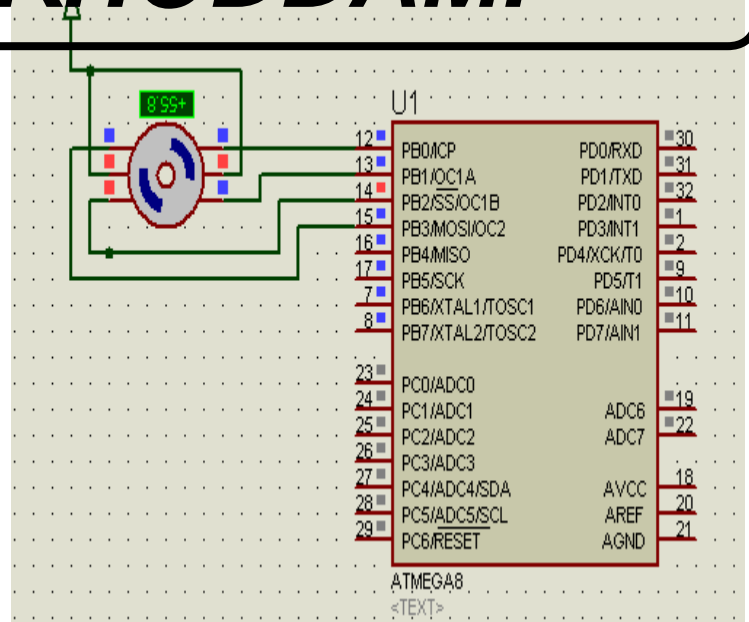 U1
+55.8
12 PB0/ICP PD0/RXD 30
13 PB1/OC1A PD1/TXD 31
14 PB2/SS/OC1B PD2/INT0 32
15 PB3/MOSI/OC2 PD3/INT1 1
16 PB4/MISO PD4/XCK/T0 2
17 PB5/SCK PD5/T1 9
7 PB6/XTAL1/TOSC1 PD6/AIN0 10
8 PB7/XTAL2/TOSC2 PD7/AIN1 11
23 PC0/ADC0
24 PC1/ADC1 ADC6 19
25 PC2/ADC2 ADC7 22
26 PC3/ADC3
27 PC4/ADC4/SDA AVCC 18
28 PC5/ADC5/SCL AREF 20
29 PC6/RESET AGND 21
ATMEGA8
<TEXT>